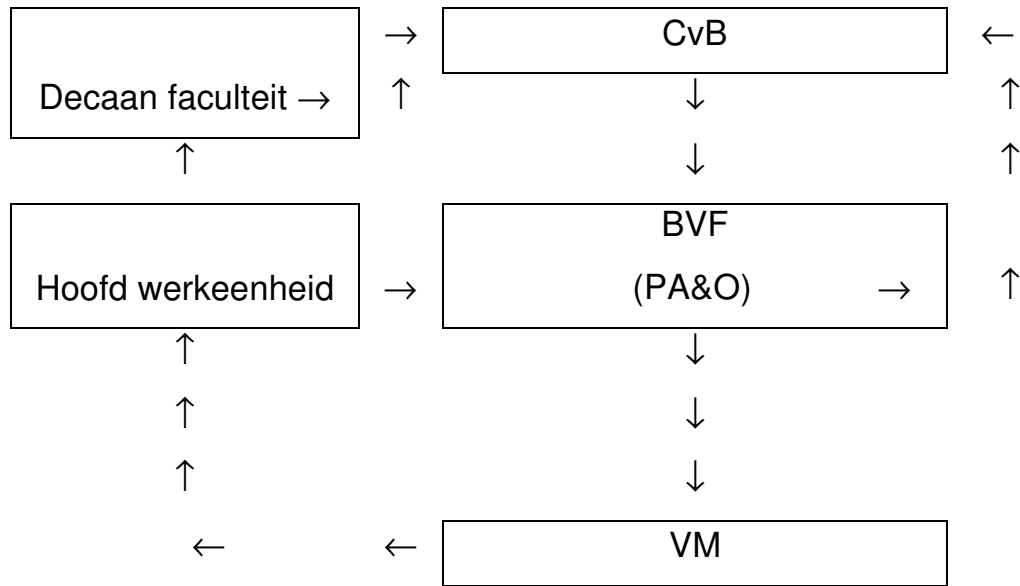 → CvB ←
Decaan faculteit → ↑ ↓ ↑
↑ ↓ ↑
BVF
Hoofd werkeenheid → (PA&O) → ↑
↑ ↓
↑ ↓
↑ ↓
← ← VM